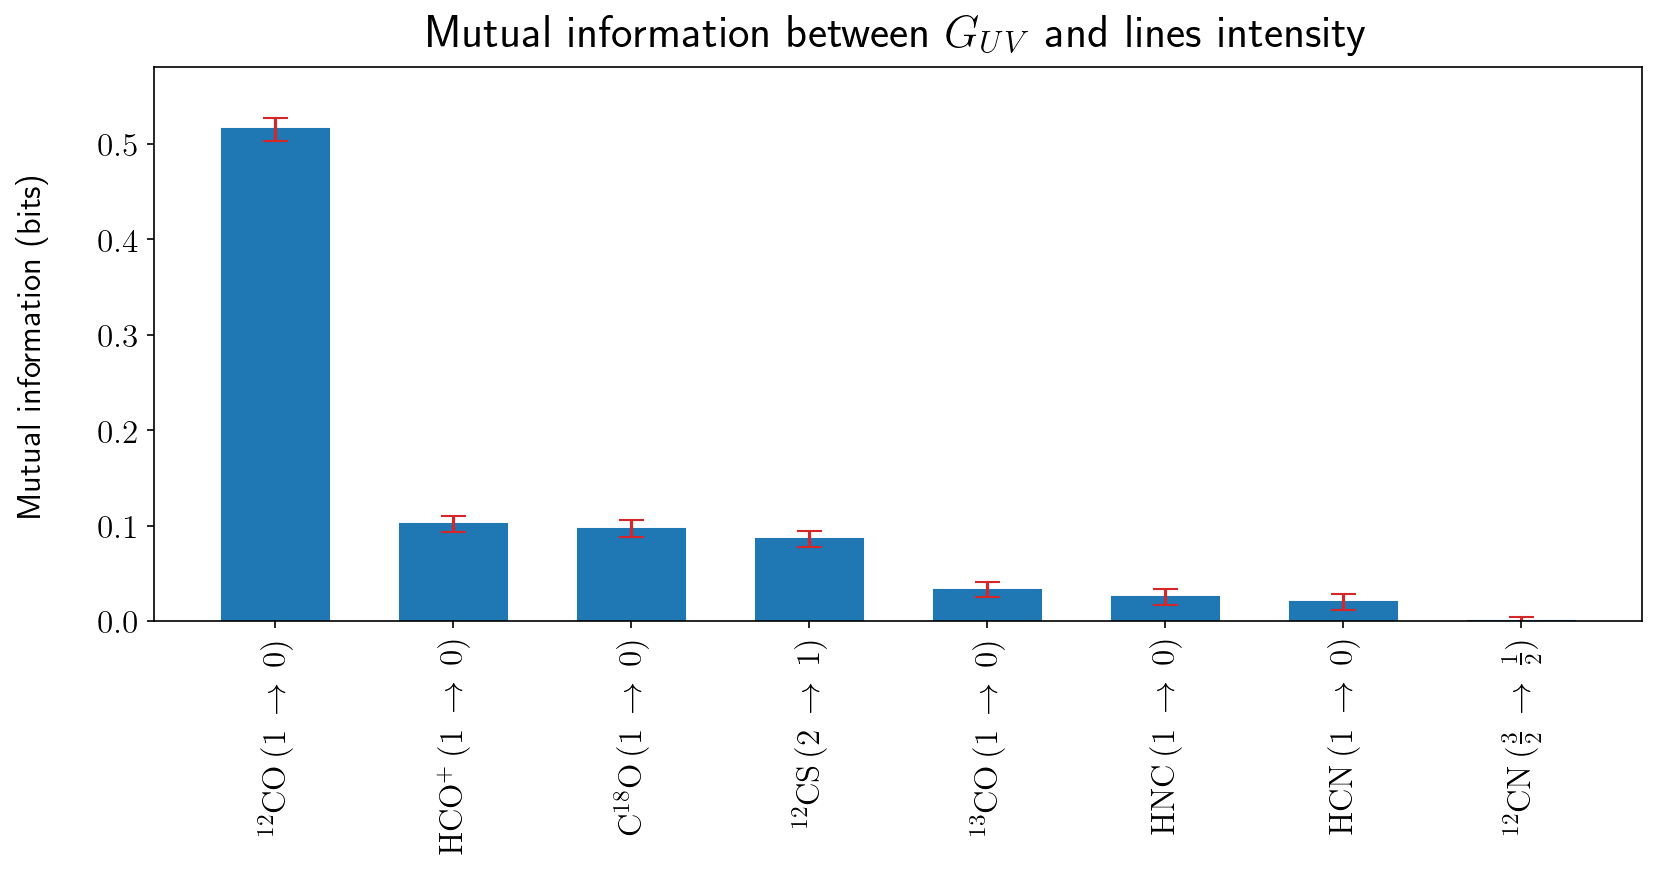 Mutual information between G_{UV} and lines intensity
Mutual information (bits)
0.5
0.4
0.3
0.2
0.1
0.0
¹²CO (1 → 0)
HCO⁺ (1 → 0)
C¹⁸O (1 → 0)
¹²CS (2 → 1)
¹³CO (1 → 0)
HNC (1 → 0)
HCN (1 → 0)
¹²CN (3/2 → 1/2)